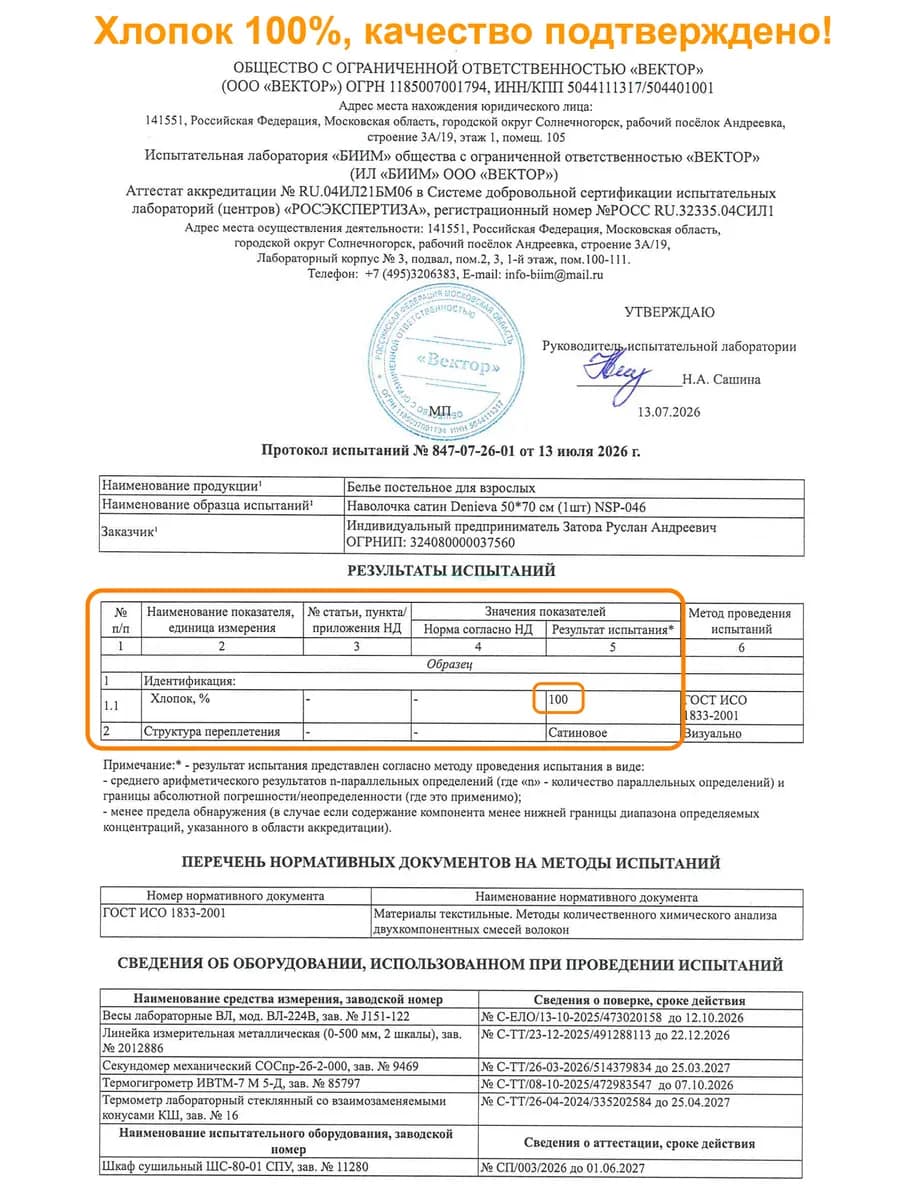 Хлопок 100%, качество подтверждено!
ОБЩЕСТВО С ОГРАНИЧЕННОЙ ОТВЕТСТВЕННОСТЬЮ «ВЕКТОР»
(ООО «ВЕКТОР») ОГРН 1185007001794, ИНН/КПП 5044111317/504401001
Адрес места нахождения юридического лица:
141551, Российская Федерация, Московская область, городской округ Солнечногорск, рабочий посёлок Андреевка,
строение 3А/19, этаж 1, помещ. 105
Испытательная лаборатория «БИИМ» общества с ограниченной ответственностью «ВЕКТОР»
(ИЛ «БИИМ» ООО «ВЕКТОР»)
Аттестат аккредитации № RU.04ИЛ21БМ06 в Системе добровольной сертификации испытательных
лабораторий (центров) «РОСЭКСПЕРТИЗА», регистрационный номер №РОСС RU.32335.04СИЛ1
Адрес места осуществления деятельности: 141551, Российская Федерация, Московская область,
городской округ Солнечногорск, рабочий посёлок Андреевка, строение 3А/19,
Лабораторный корпус № 3, подвал, пом.2, 3, 1-й этаж, пом.100-111.
Телефон: +7 (495)3206383, E-mail: info-biim@mail.ru
РОССИЙСКАЯ ФЕДЕРАЦИЯ МОСКОВСКАЯ ОБЛАСТЬ
ОБЩЕСТВО С ОГРАНИЧЕННОЙ ОТВЕТСТВЕННОСТЬЮ
«Вектор»
ОГРН 1185007001794 ИНН 5044111317
МП
УТВЕРЖДАЮ
Руководитель испытательной лаборатории
Н.А. Сашина
13.07.2026
Протокол испытаний № 847-07-26-01 от 13 июля 2026 г.
Наименование продукции¹ Белье постельное для взрослых
Наименование образца испытаний¹ Наволочка сатин Denieva 50*70 см (1шт) NSP-046
Заказчик¹ Индивидуальный предприниматель Затова Руслан Андреевич
ОГРНИП: 324080000037560
РЕЗУЛЬТАТЫ ИСПЫТАНИЙ
№ п/п Наименование показателя, единица измерения № статьи, пункта/ приложения НД Значения показателей Метод проведения испытаний
Норма согласно НД Результат испытания*
1 2 3 4 5 6
Образец
1 Идентификация:
1.1 Хлопок, % - - 100 ГОСТ ИСО 1833-2001
2 Структура переплетения - - Сатиновое Визуально
Примечание:* - результат испытания представлен согласно методу проведения испытания в виде:
- среднего арифметического результатов n-параллельных определений (где «n» - количество параллельных определений) и
границы абсолютной погрешности/неопределенности (где это применимо);
- менее предела обнаружения (в случае если содержание компонента менее нижней границы диапазона определяемых
концентраций, указанного в области аккредитации).
ПЕРЕЧЕНЬ НОРМАТИВНЫХ ДОКУМЕНТОВ НА МЕТОДЫ ИСПЫТАНИЙ
Номер нормативного документа Наименование нормативного документа
ГОСТ ИСО 1833-2001 Материалы текстильные. Методы количественного химического анализа
двухкомпонентных смесей волокон
СВЕДЕНИЯ ОБ ОБОРУДОВАНИИ, ИСПОЛЬЗОВАННОМ ПРИ ПРОВЕДЕНИИ ИСПЫТАНИЙ
Наименование средства измерения, заводской номер Сведения о поверке, сроке действия
Весы лабораторные ВЛ, мод. ВЛ-224В, зав. № J151-122 № С-ЕЛО/13-10-2025/473020158 до 12.10.2026
Линейка измерительная металлическая (0-500 мм, 2 шкалы), зав. № С-ТТ/23-12-2025/491288113 до 22.12.2026
№ 2012886
Секундомер механический СОСпр-2б-2-000, зав. № 9469 № С-ТТ/26-03-2026/514379834 до 25.03.2027
Термогигрометр ИВТМ-7 М 5-Д, зав. № 85797 № С-ТТ/08-10-2025/472983547 до 07.10.2026
Термометр лабораторный стеклянный со взаимозаменяемыми № С-ТТ/26-04-2024/335202584 до 25.04.2027
конусами КШ, зав. № 16
Наименование испытательного оборудования, заводской Сведения о аттестации, сроке действия
номер
Шкаф сушильный ШС-80-01 СПУ, зав. № 11280 № СП/003/2026 до 01.06.2027